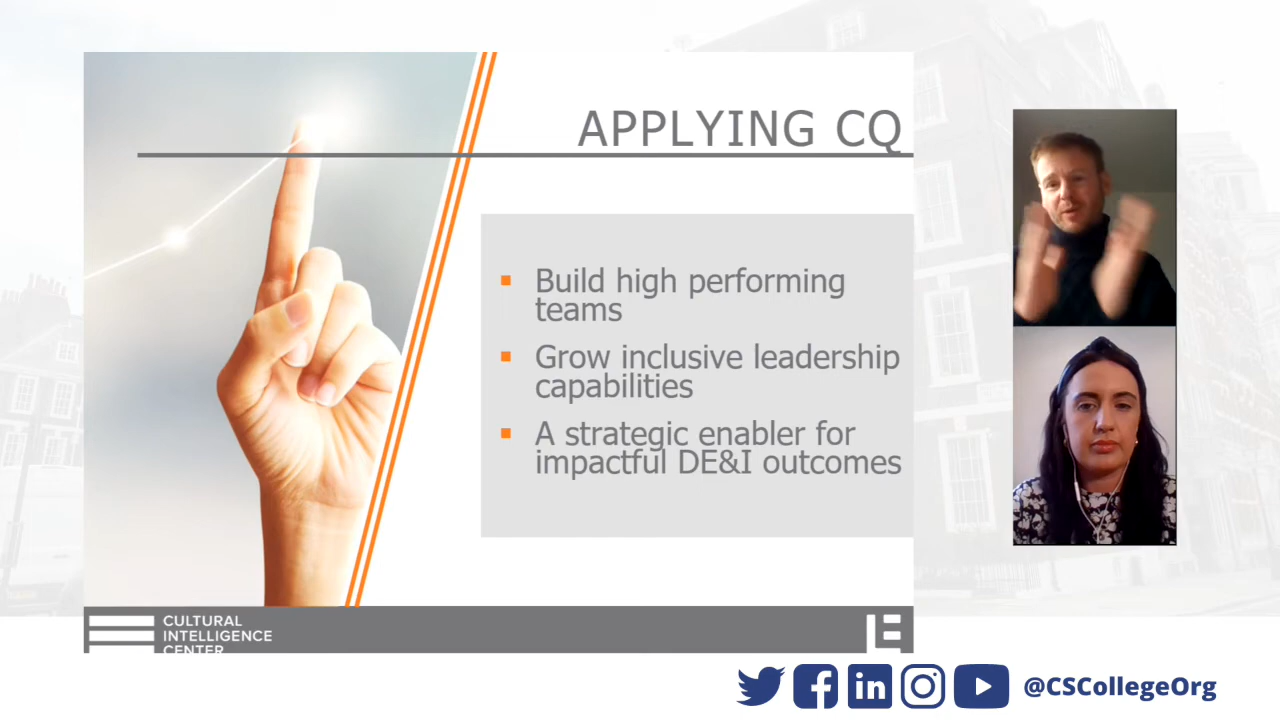 APPLYING CQ
Build high performing
teams
Grow inclusive leadership
capabilities
A strategic enabler for
impactful DE&I outcomes
CULTURAL
INTELLIGENCE
CENTER
@CSCollegeOrg